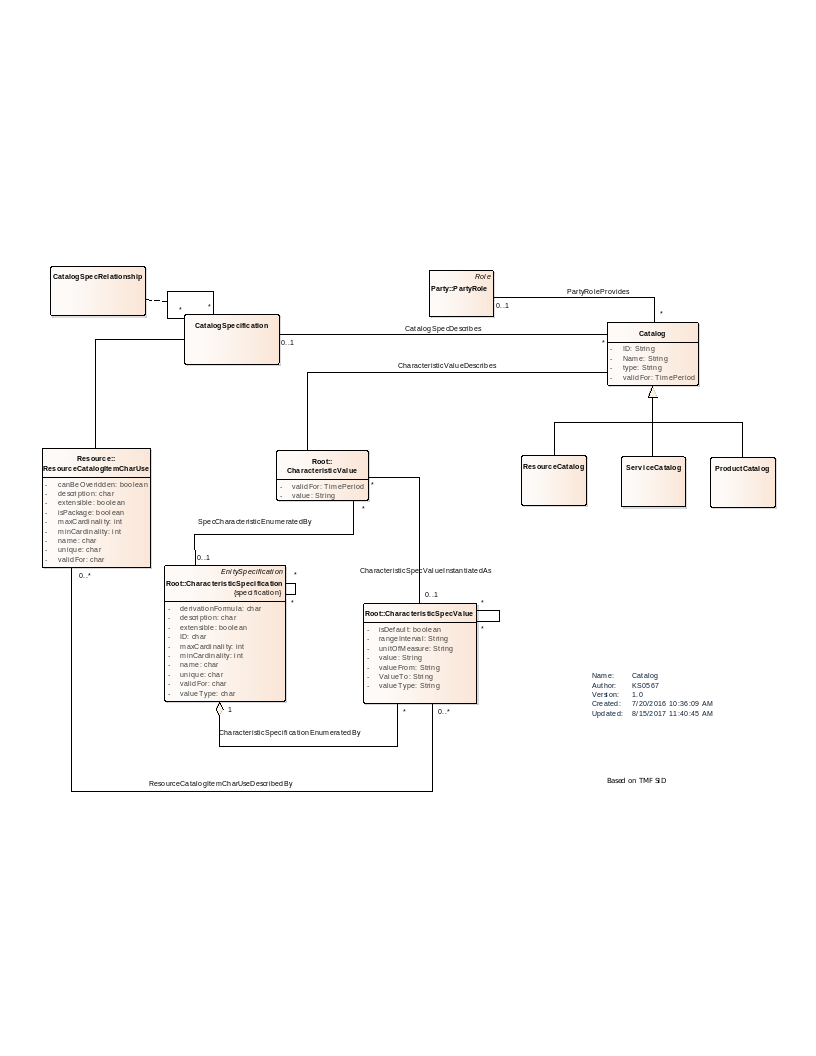 CatalogSpecRelationship
*
*
CatalogSpecification
0..1
CatalogSpecDescribes
*
Role
Party::PartyRole
0..1
PartyRoleProvides
*
Catalog
- ID: String
- Name: String
- type: String
- validFor: TimePeriod
CharacteristicValueDescribes
ResourceCatalog
ServiceCatalog
ProductCatalog
Resource::
ResourceCatalogItemCharUse
- canBeOveridden: boolean
- description: char
- extensible: boolean
- isPackage: boolean
- maxCardinality: int
- minCardinality: int
- name: char
- unique: char
- validFor: char
0..*
Root::
CharacteristicValue
- validFor: TimePeriod
- value: String
*
*
SpecCharacteristicEnumeratedBy
0..1
EnitySpecification
Root::CharacteristicSpecification
{specification}
- derivationFormula: char
- description: char
- extensible: boolean
- ID: char
- maxCardinality: int
- minCardinality: int
- name: char
- unique: char
- validFor: char
- valueType: char
*
*
1
CharacteristicSpecValueInstantiatedAs
0..1
Root::CharacteristicSpecValue
- isDefault: boolean
- rangeInterval: String
- unitOfMeasure: String
- value: String
- valueFrom: String
- ValueTo: String
- valueType: String
*
*
*
0..*
CharacteristicSpecificationEnumeratedBy
ResourceCatalogItemCharUseDescribedBy
Name: Catalog
Author: KS0567
Version: 1.0
Created: 7/20/2016 10:36:09 AM
Updated: 8/15/2017 11:40:45 AM
Based on TMF SID